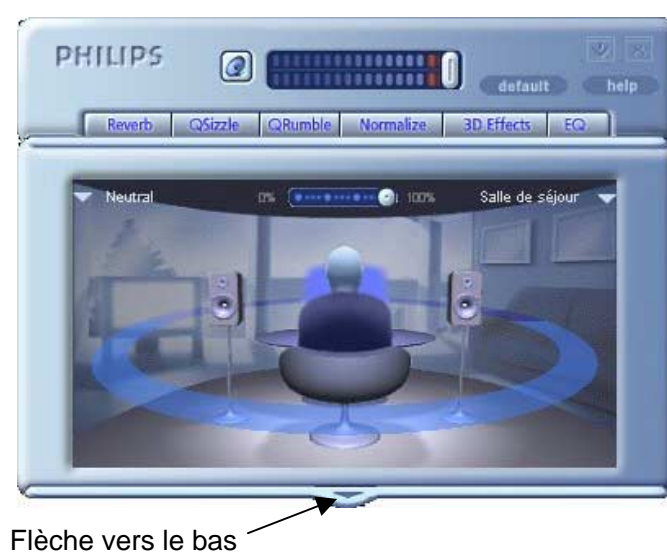 PHILIPS
default help
Reverb QSizzle QRumble Normalize 3D Effects EQ
Neutral 0% 100% Salle de séjour
Flèche vers le bas